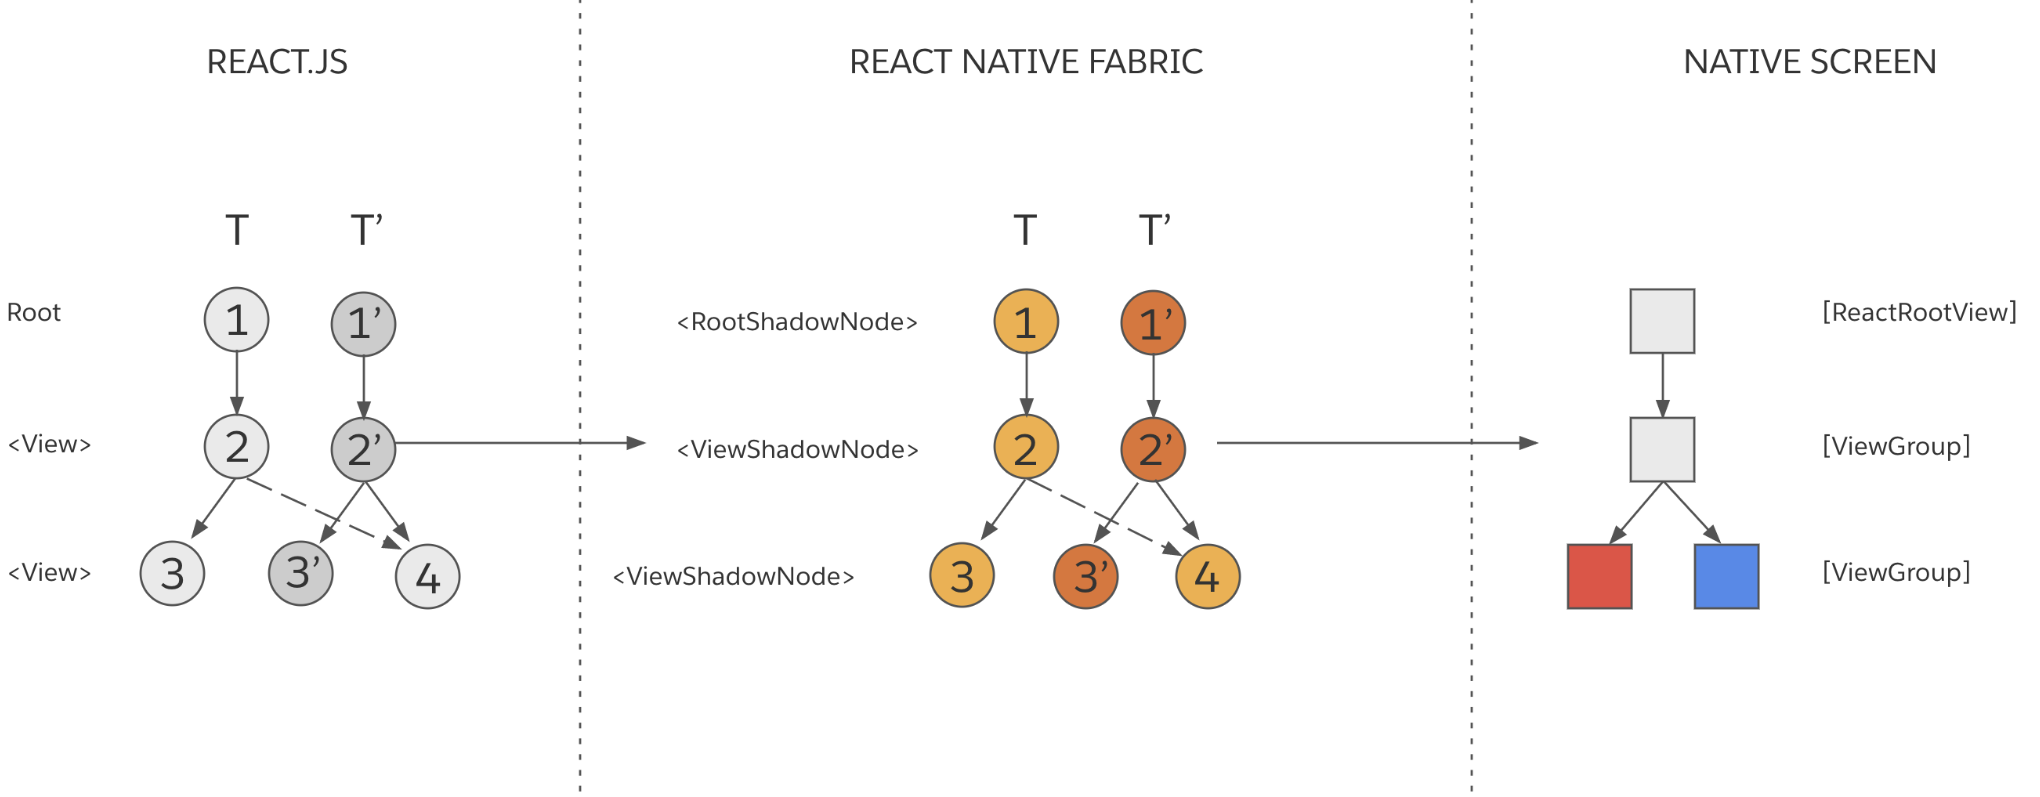 REACT.JS
REACT NATIVE FABRIC
NATIVE SCREEN
T T’
T T’
Root
1 1’
<RootShadowNode>
1 1’
[ReactRootView]
<View>
2 2’
<ViewShadowNode>
2 2’
[ViewGroup]
<View>
3 3’ 4
<ViewShadowNode>
3 3’ 4
[ViewGroup]